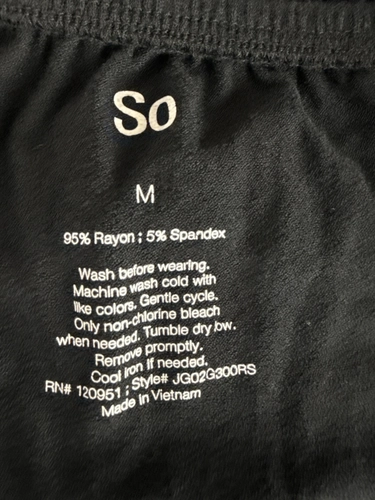 So
M
95% Rayon ; 5% Spandex
Wash before wearing.
Machine wash cold with
like colors. Gentle cycle.
Only non-chlorine bleach
when needed. Tumble dry low.
Remove promptly.
Cool iron if needed.
RN# 120951 ; Style# JG02G300RS
Made In Vietnam